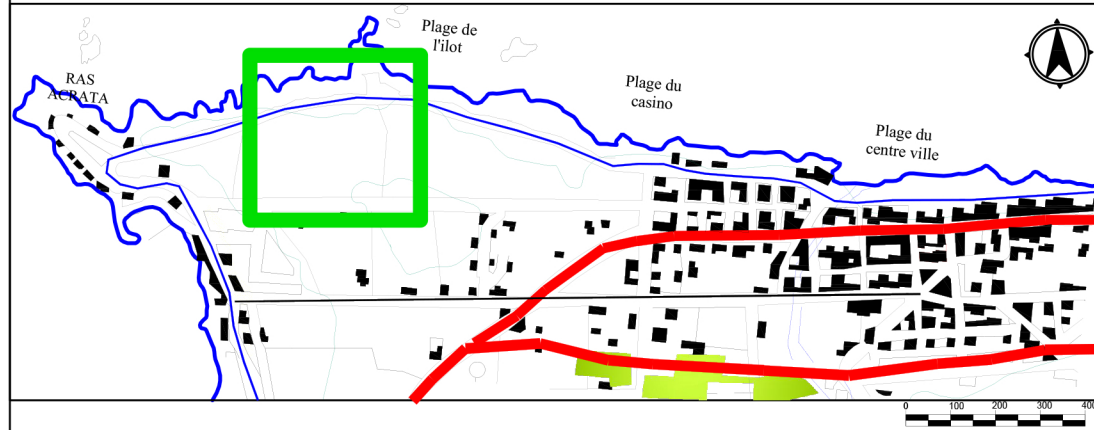 Plage de
l'ilot
RAS
ACRATA
Plage du
casino
Plage du
centre ville
0 100 200 300 400